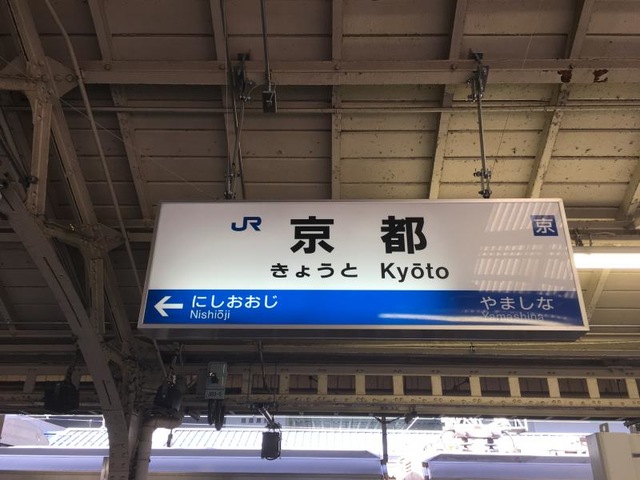 JR 京都 京
きょうと Kyōto
← にしおおじ やましな
Nishiōji Yamashina